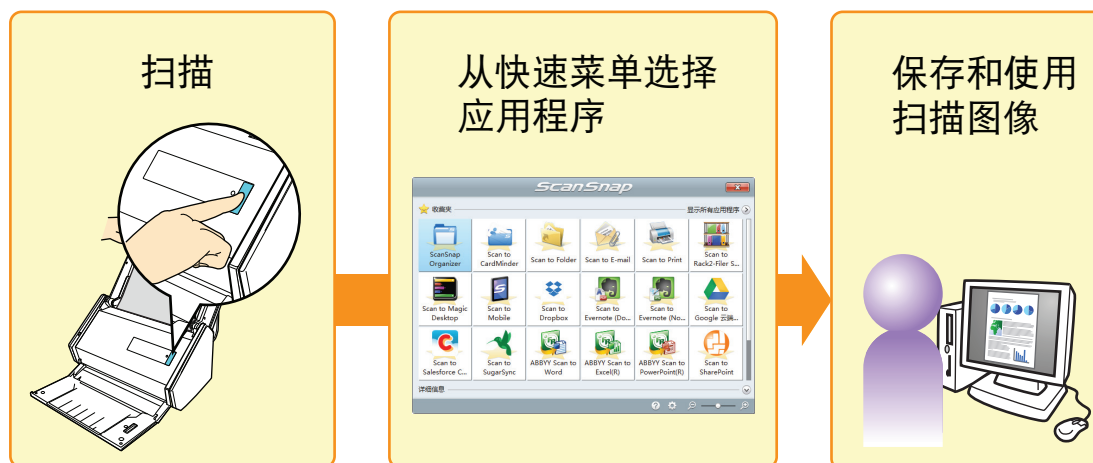 扫描
从快速菜单选择
应用程序
保存和使用
扫描图像
ScanSnap
收藏夹
显示所有应用程序
ScanSnap
Organizer
Scan to
CardMinder
Scan to Folder
Scan to E-mail
Scan to Print
Scan to
Rack2-Filer S...
Scan to Magic
Desktop
Scan to
Mobile
Scan to
Dropbox
Scan to
Evernote (Do...
Scan to
Evernote (No...
Scan to
Google 云端...
Scan to
Salesforce C...
Scan to
SugarSync
ABBYY Scan to
Word
ABBYY Scan to
Excel(R)
ABBYY Scan to
PowerPoint(R)
Scan to
SharePoint
详细信息